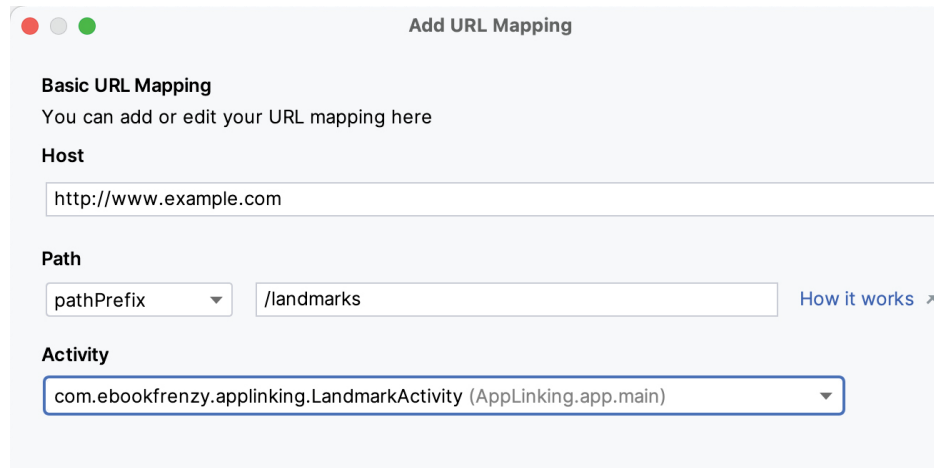 Add URL Mapping
Basic URL Mapping
You can add or edit your URL mapping here
Host
http://www.example.com
Path
pathPrefix /landmarks How it works
Activity
com.ebookfrenzy.applinking.LandmarkActivity (AppLinking.app.main)